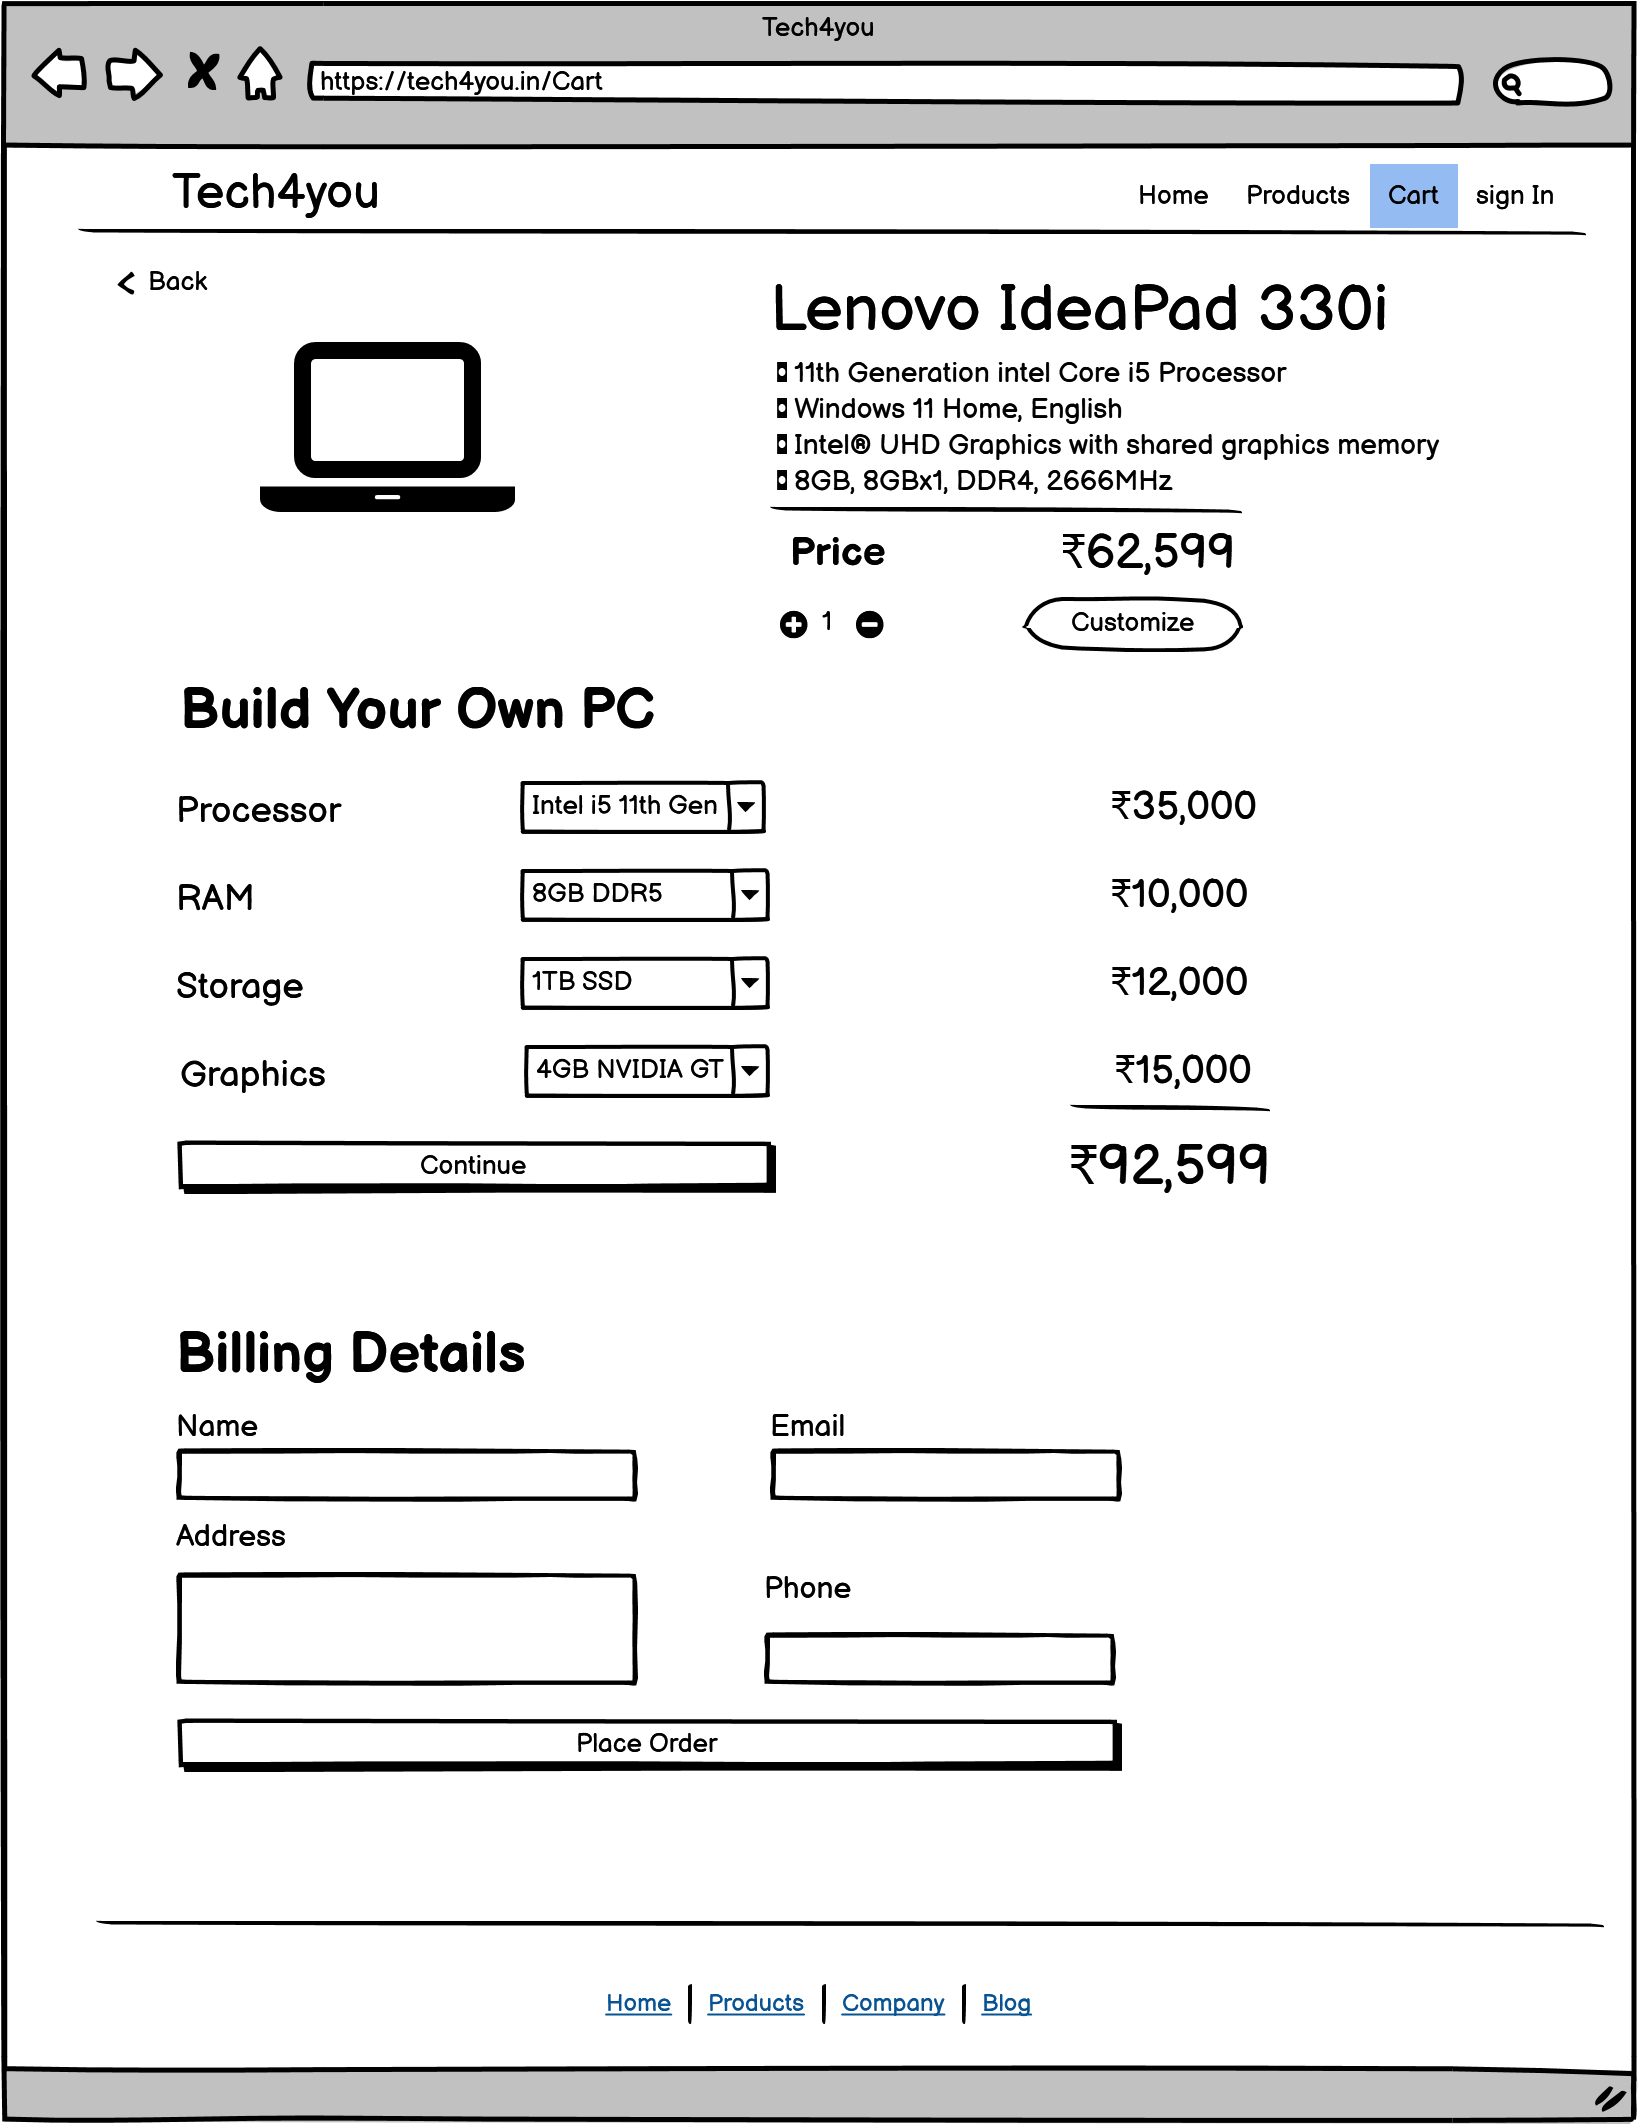 Tech4you
https://tech4you.in/Cart
Tech4you
Home Products Cart sign In
Back
Lenovo IdeaPad 330i
11th Generation intel Core i5 Processor
Windows 11 Home, English
Intel® UHD Graphics with shared graphics memory
8GB, 8GBx1, DDR4, 2666MHz
Price ₹62,599
1 Customize
Build Your Own PC
Processor Intel i5 11th Gen ₹35,000
RAM 8GB DDR5 ₹10,000
Storage 1TB SSD ₹12,000
Graphics 4GB NVIDIA GT ₹15,000
Continue ₹92,599
Billing Details
Name Email
Address
Phone
Place Order
Home Products Company Blog